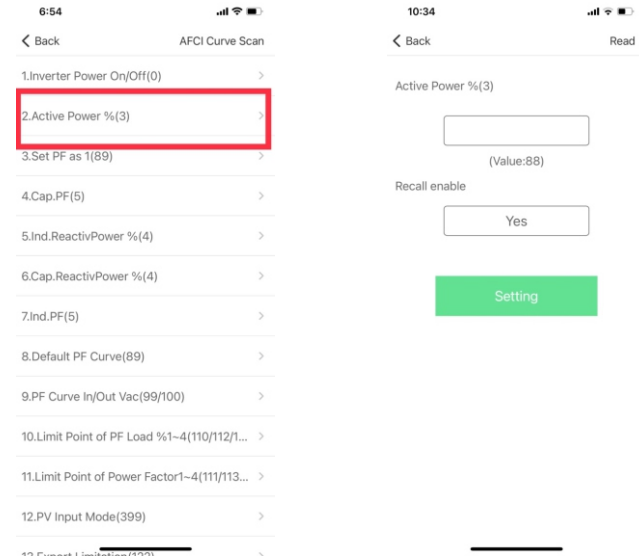 6:54
Back AFCI Curve Scan
1.Inverter Power On/Off(0)
2.Active Power %(3)
3.Set PF as 1(89)
4.Cap.PF(5)
5.Ind.ReactivPower %(4)
6.Cap.ReactivPower %(4)
7.Ind.PF(5)
8.Default PF Curve(89)
9.PF Curve In/Out Vac(99/100)
10.Limit Point of PF Load %1~4(110/112/1...
11.Limit Point of Power Factor1~4(111/113...
12.PV Input Mode(399)
13.Export Limitation(122)
10:34
Back Read
Active Power %(3)
(Value:88)
Recall enable
Yes
Setting